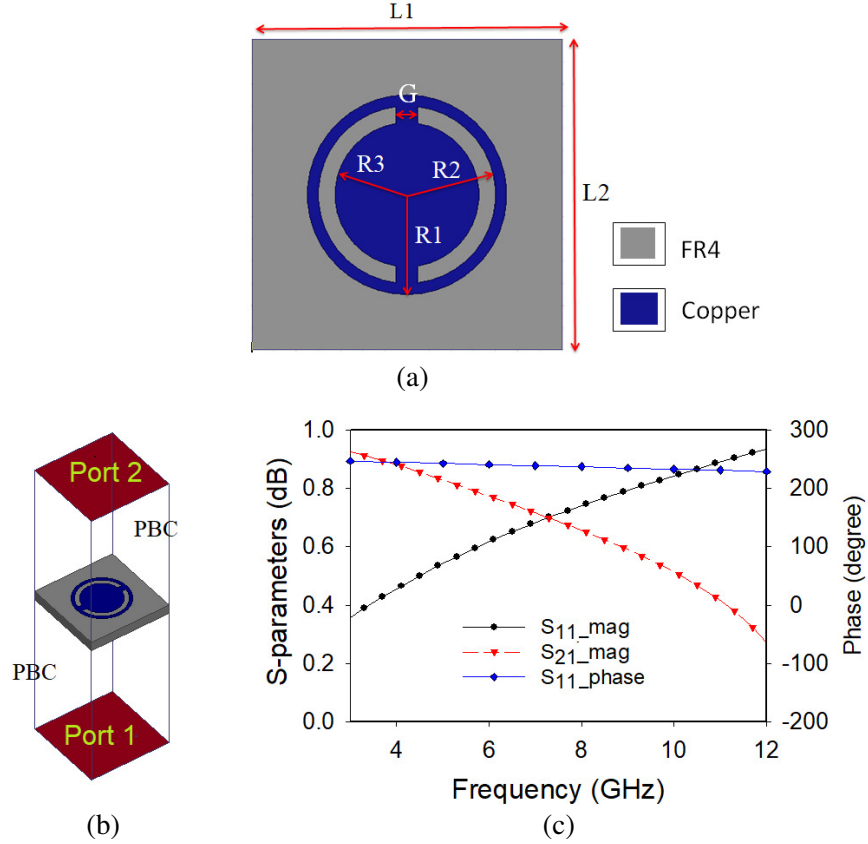 L1
G
R3
R2
R1
L2
FR4
Copper
(a)
Port 2
PBC
PBC
Port 1
(b)
1.0
0.8
0.6
0.4
0.2
0.0
S-parameters (dB)
300
200
100
0
-100
-200
Phase (degree)
S11_mag
S21_mag
S11_phase
4 6 8 10 12
Frequency (GHz)
(c)